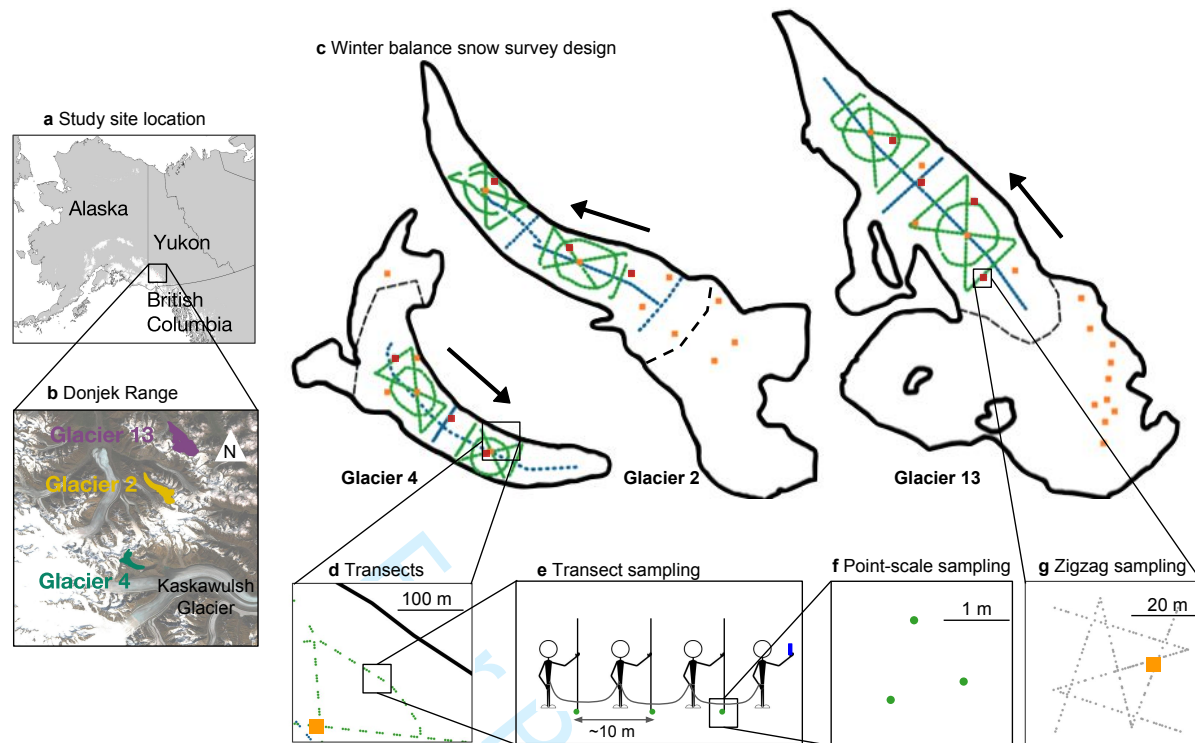 c Winter balance snow survey design
a Study site location
Alaska
Yukon
British
Columbia
b Donjek Range
Glacier 13
N
Glacier 2
Glacier 4
Kaskawulsh
Glacier
Glacier 4
Glacier 2
Glacier 13
d Transects
100 m
e Transect sampling
~10 m
f Point-scale sampling
1 m
g Zigzag sampling
20 m